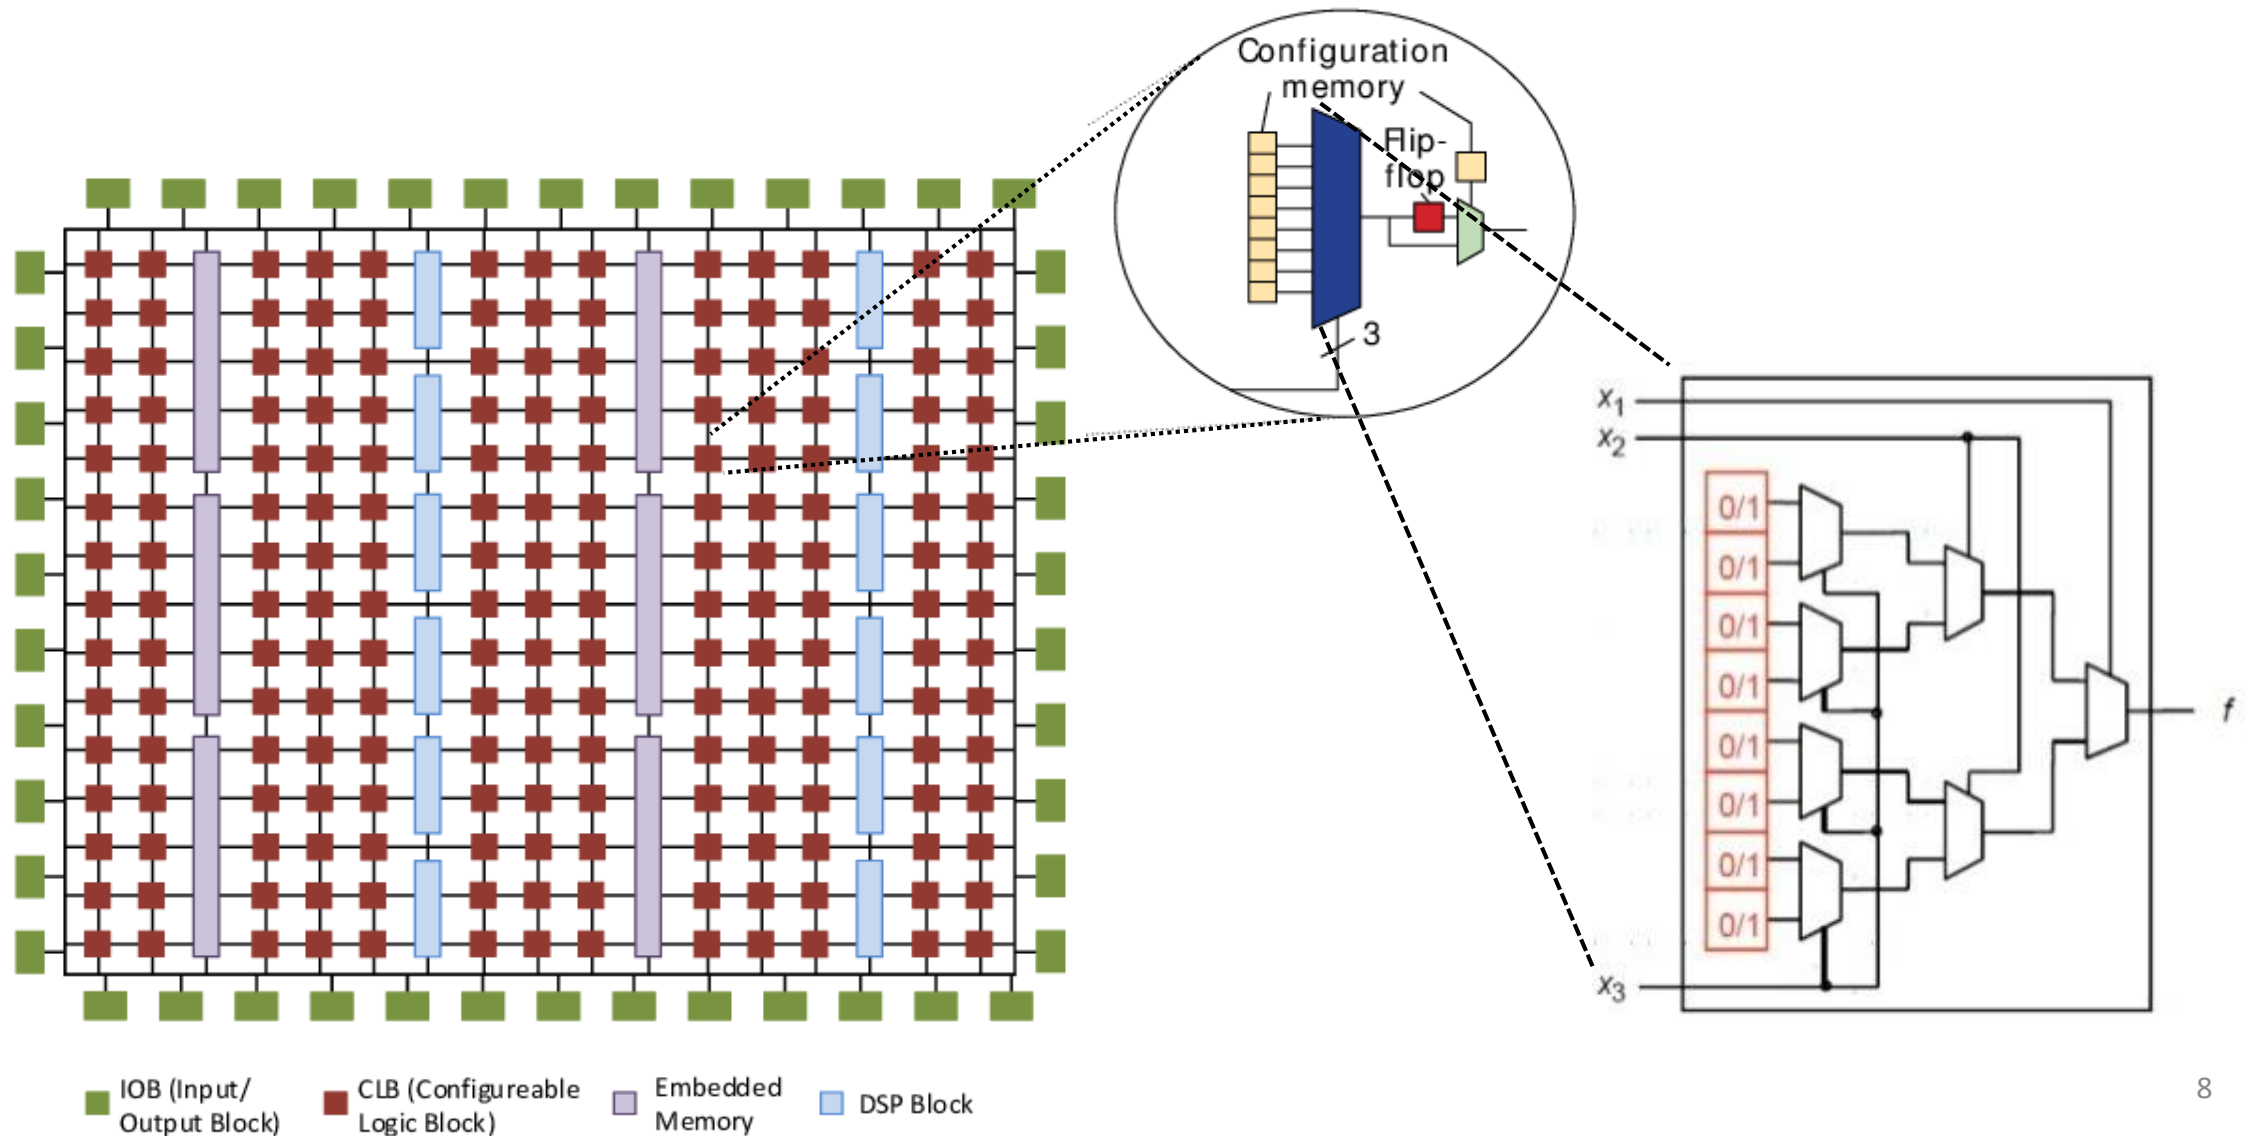 Configuration
memory
Flip-
flop
3
x1
x2
0/1
0/1
0/1
0/1
0/1
0/1
0/1
0/1
f
x3
IOB (Input/
Output Block)
CLB (Configureable
Logic Block)
Embedded
Memory
DSP Block
8